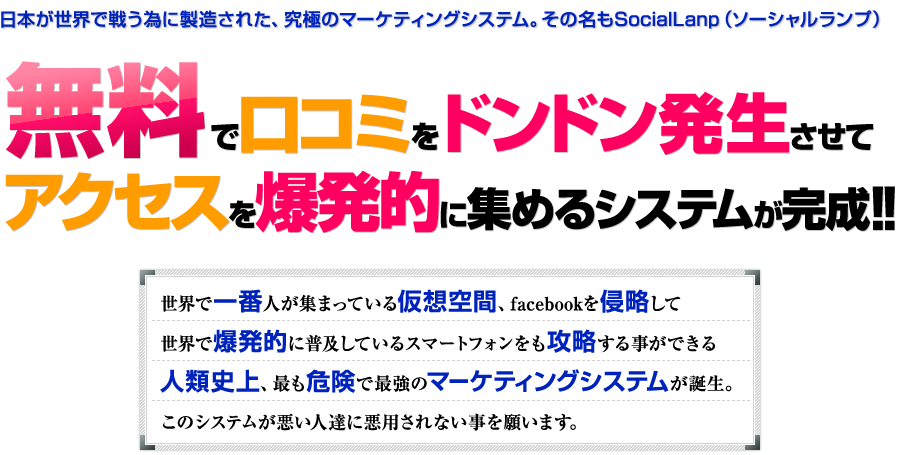 日本が世界で戦う為に製造された、究極のマーケティングシステム。その名もSocialLanp（ソーシャルランプ）
無料で口コミをドンドン発生させて
アクセスを爆発的に集めるシステムが完成!!
世界で一番人が集まっている仮想空間、facebookを侵略して
世界で爆発的に普及しているスマートフォンをも攻略する事ができる
人類史上、最も危険で最強のマーケティングシステムが誕生。
このシステムが悪い人達に悪用されない事を願います。